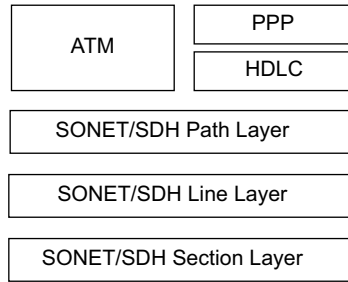 ATM
PPP
HDLC
SONET/SDH Path Layer
SONET/SDH Line Layer
SONET/SDH Section Layer